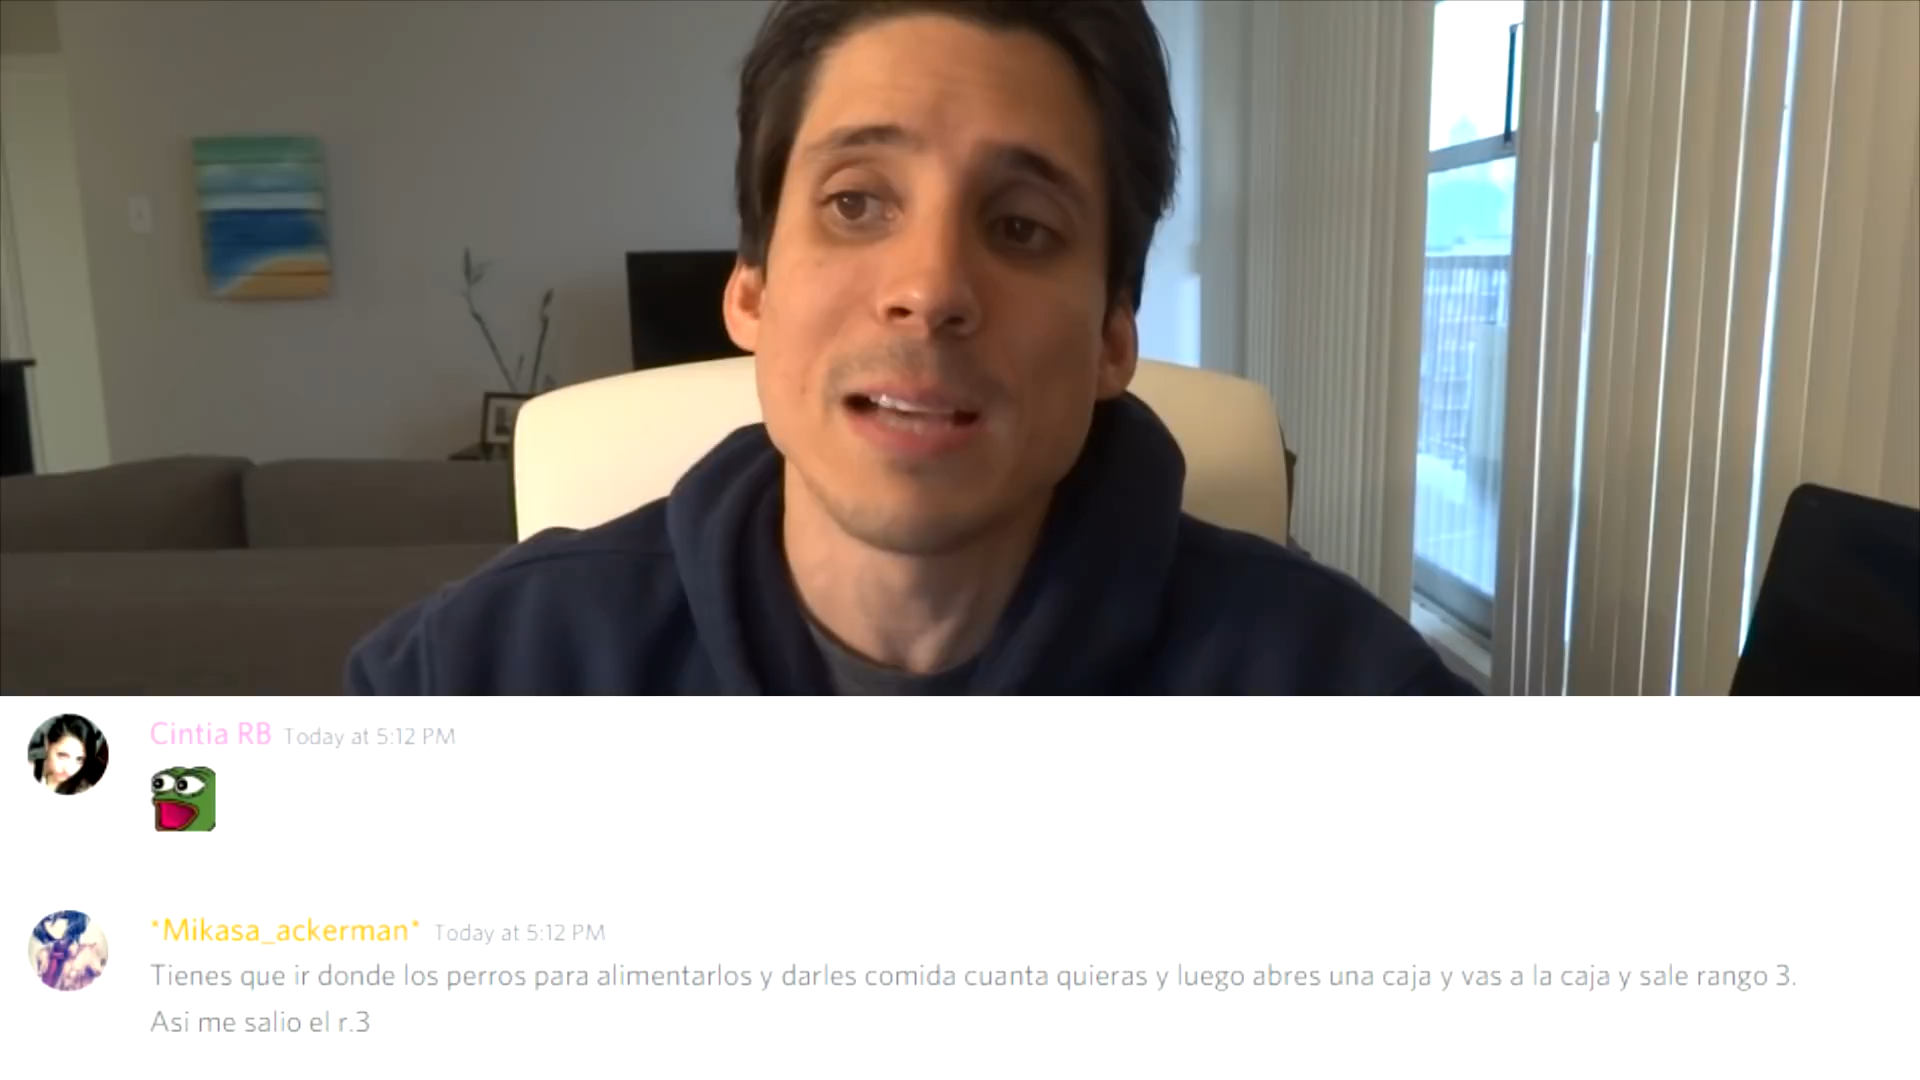 Cintia RB Today at 5:12 PM
*Mikasa_ackerman* Today at 5:12 PM
Tienes que ir donde los perros para alimentarlos y darles comida cuanta quieras y luego abres una caja y vas a la caja y sale rango 3.
Asi me salio el r.3